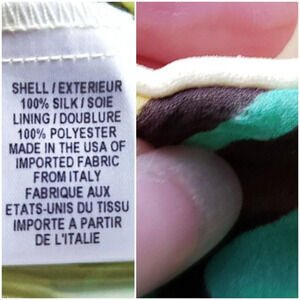 SHELL / EXTERIEUR
100% SILK / SOIE
LINING / DOUBLURE
100% POLYESTER
MADE IN THE USA OF
IMPORTED FABRIC
FROM ITALY
FABRIQUE AUX
ETATS-UNIS DU TISSU
IMPORTE A PARTIR
DE L'ITALIE